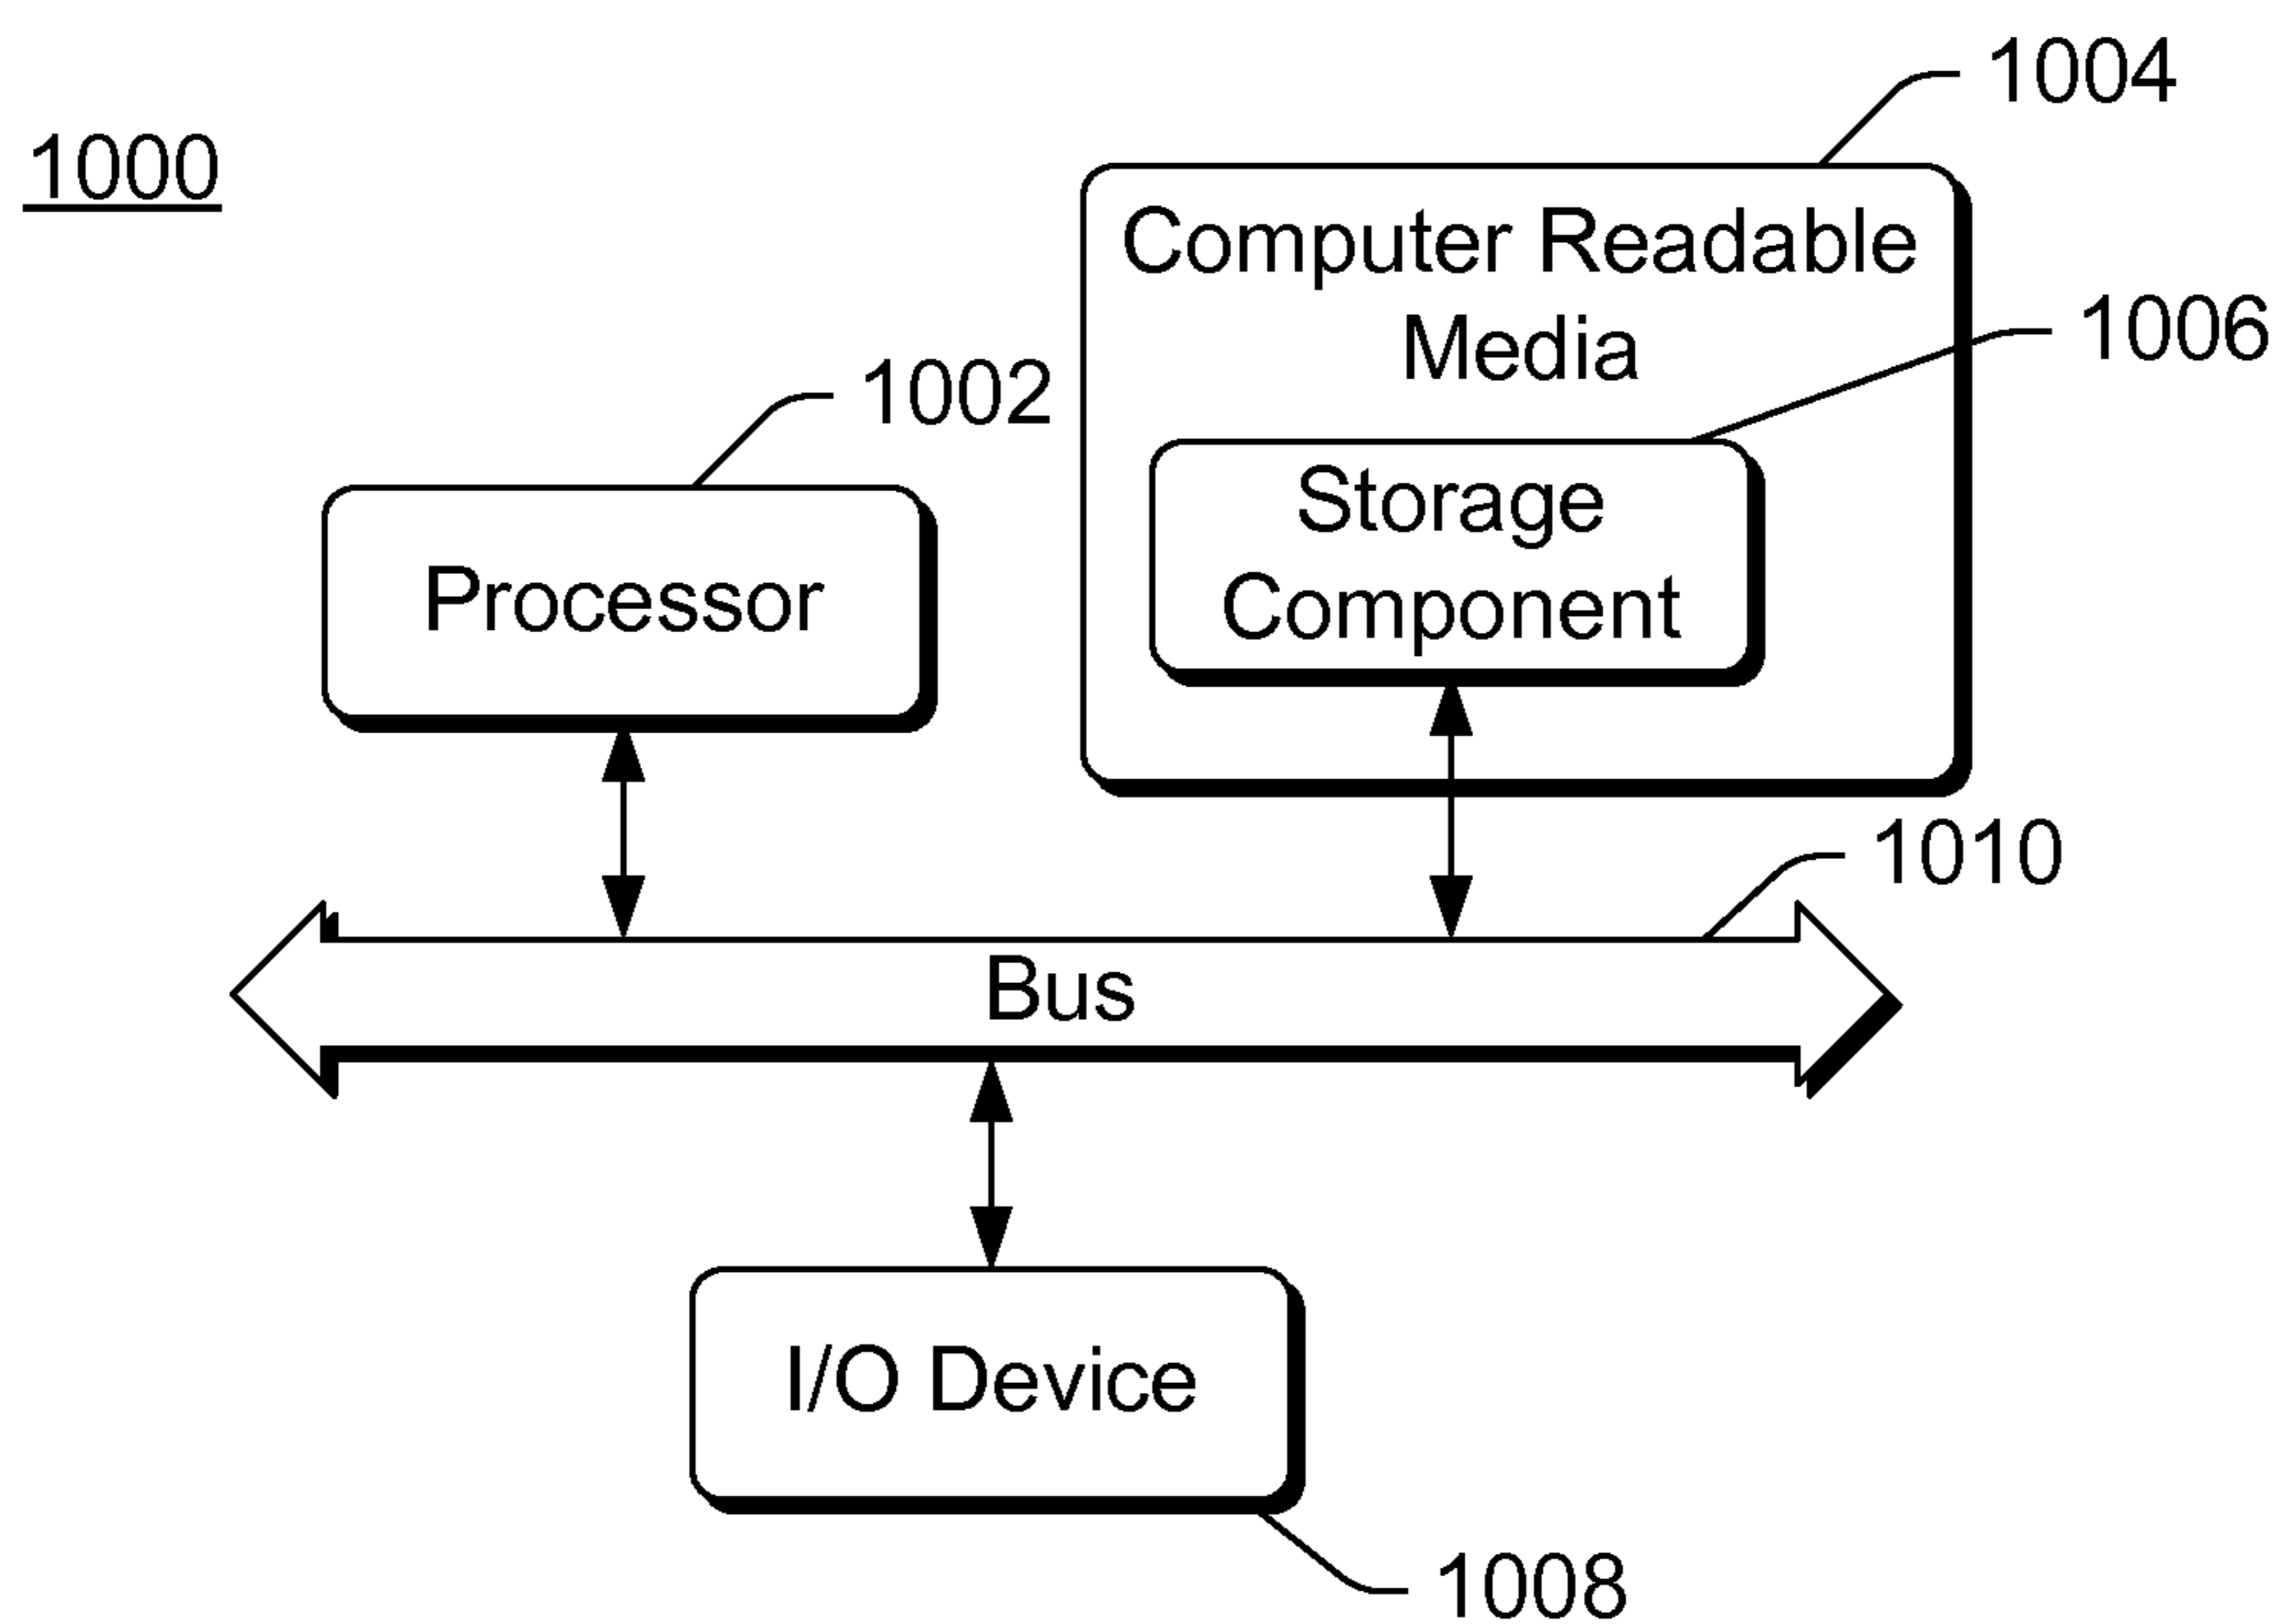 1004
1000
Computer Readable
Media
1006
1002
Storage
Component
Processor
1010
Bus
I/O Device
1008